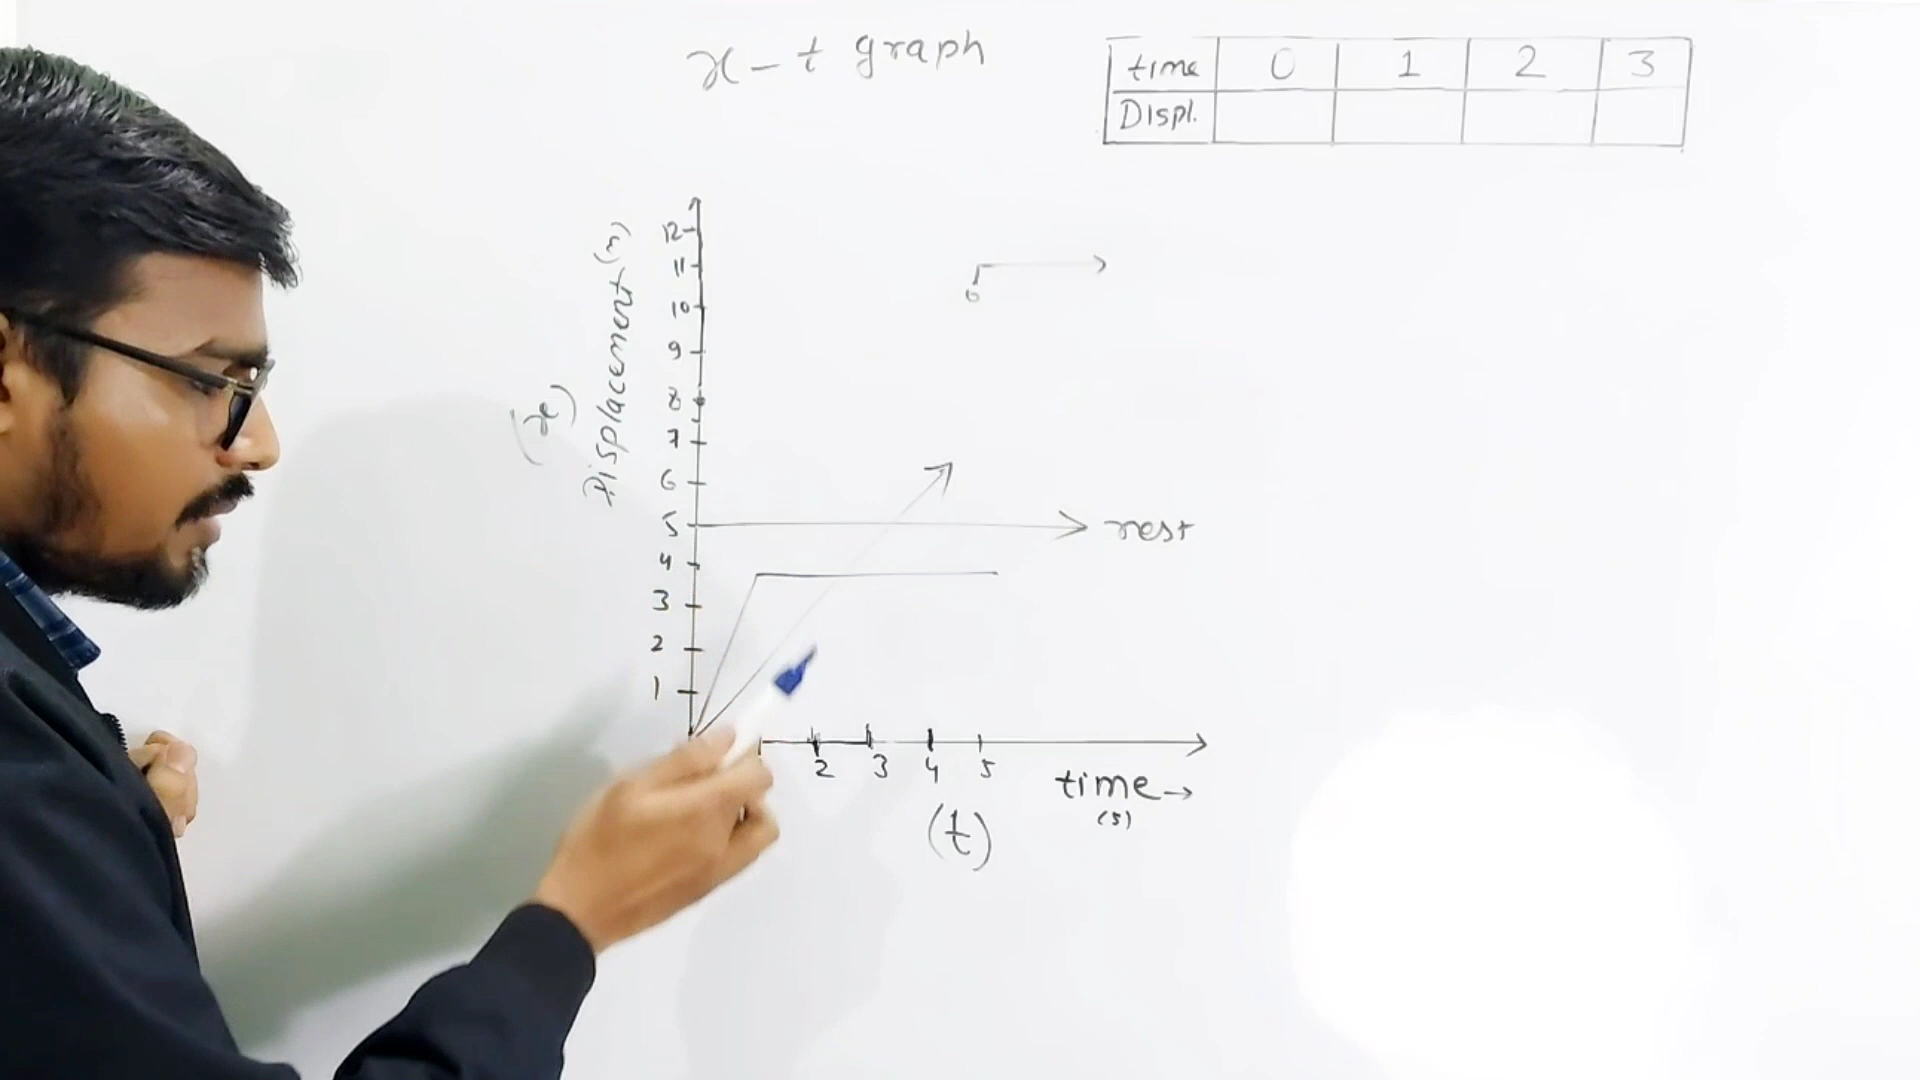 x - t graph
time 0 1 2 3
Displ.
12
11
10
9
8
7
6
5
4
3
2
1
Displacement (m)
(x)
0
rest
2 3 4 5
time →
(s)
(t)